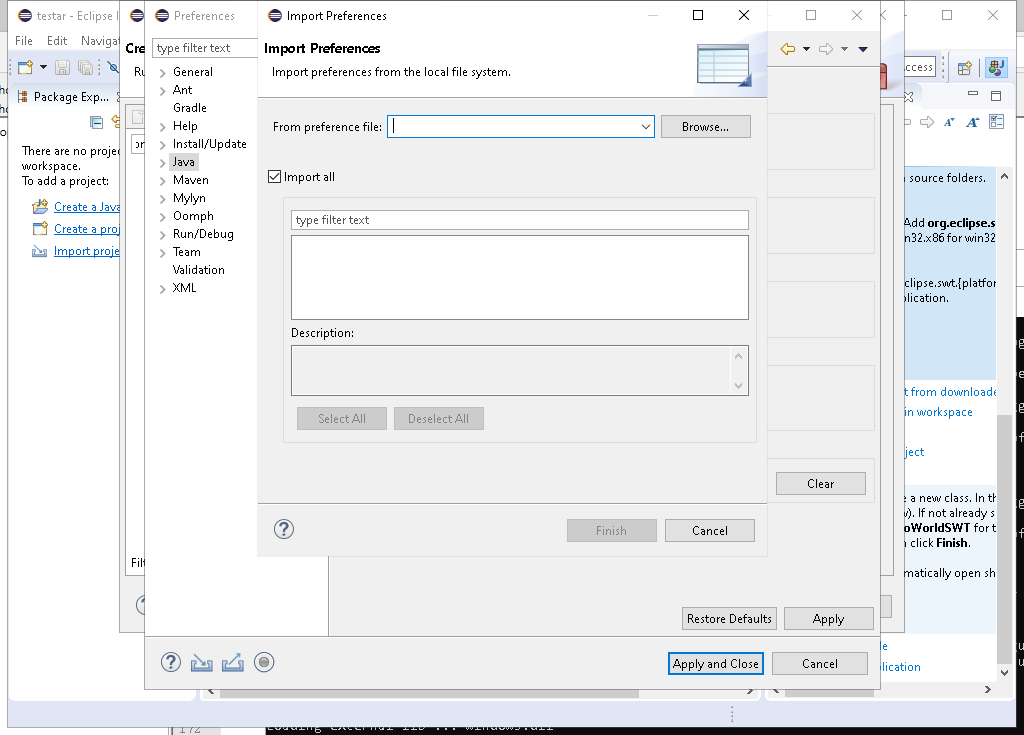 testar - Eclipse I
Preferences
Import Preferences
File Edit Navigat
Cre
type filter text
Import Preferences
Ru
Import preferences from the local file system.
ccess
Package Exp...
General
Ant
Gradle
Help
Install/Update
Java
Maven
Mylyn
Oomph
Run/Debug
Team
Validation
XML
There are no projec
workspace.
To add a project:
Create a Java
Create a proj
Import proje
From preference file:
Browse...
Import all
type filter text
Description:
Select All
Deselect All
Finish
Cancel
Clear
source folders.
Add org.eclipse.s
n32.x86 for win32
clipse.swt.{platfor
lication.
t from downloade
in workspace
ject
e a new class. In th
v). If not already s
oWorldSWT for t
click Finish.
matically open sh
Filt
Restore Defaults
Apply
Apply and Close
Cancel
le
lication
172
Loading external lib ... windows.dll